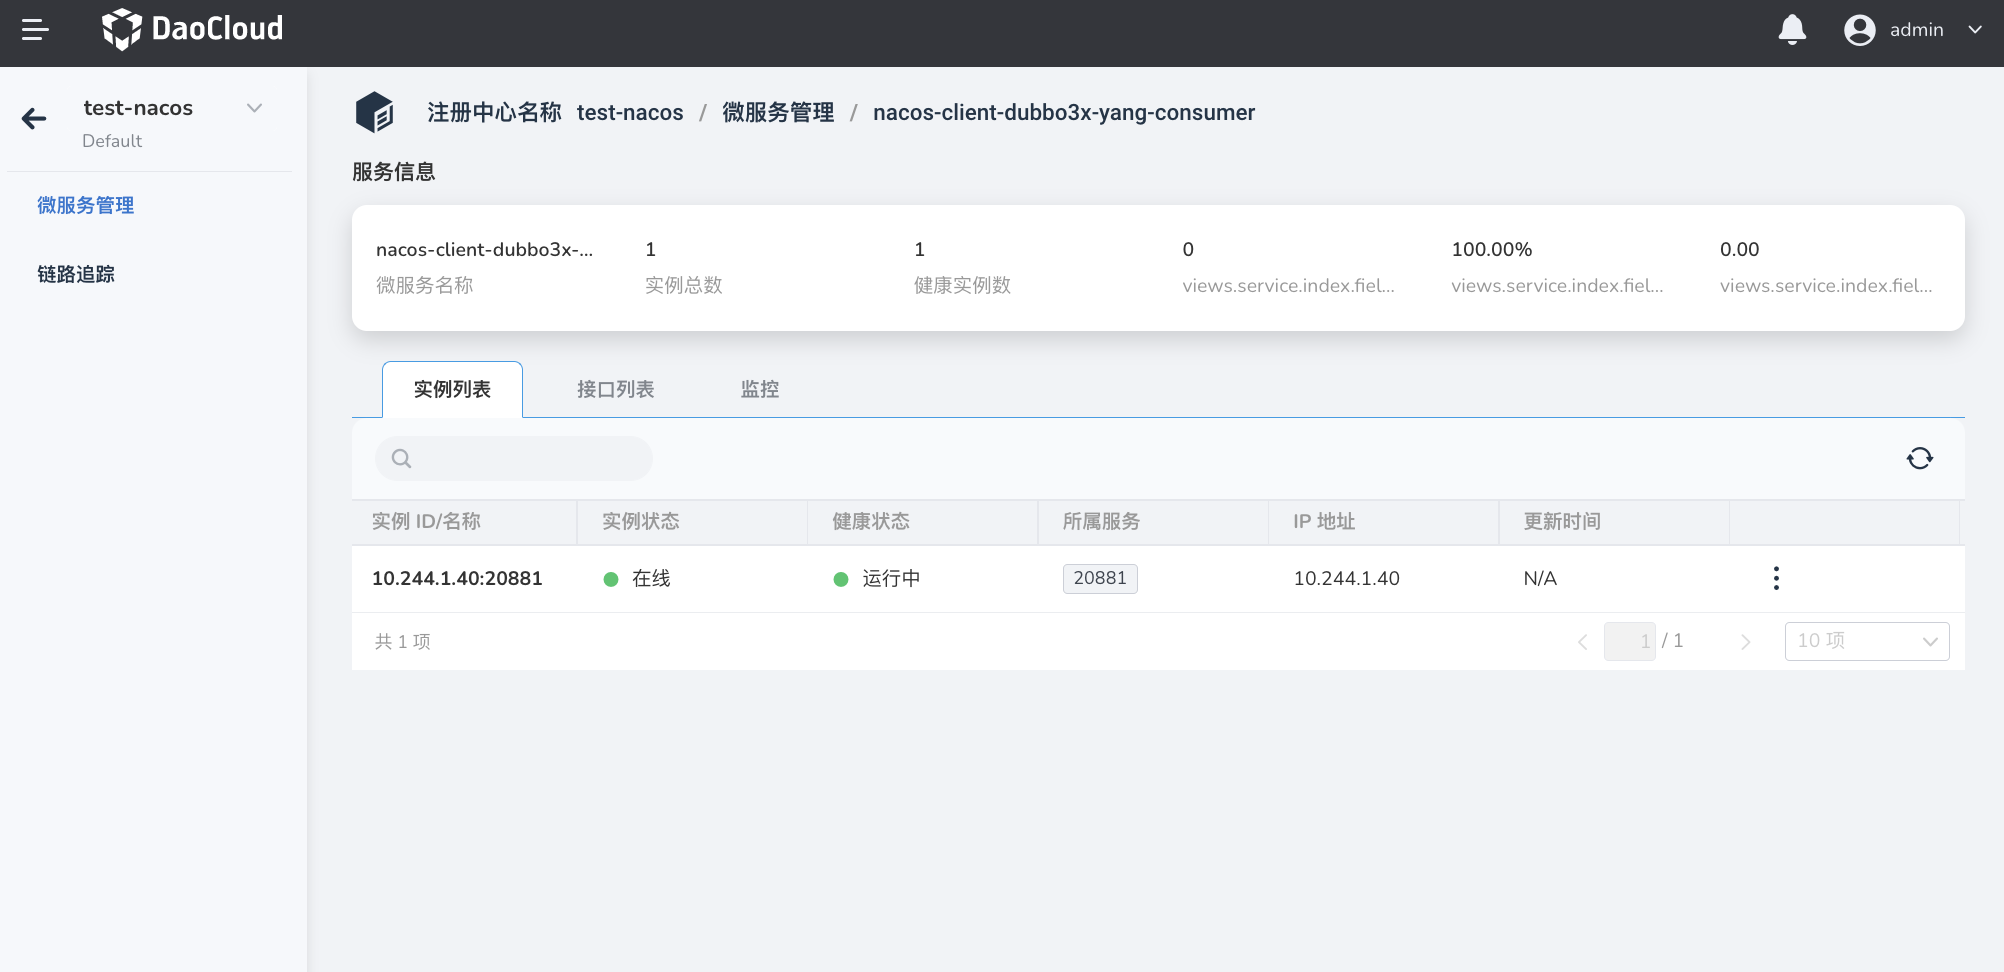 DaoCloud
admin
test-nacos
Default
微服务管理
链路追踪
注册中心名称 test-nacos / 微服务管理 / nacos-client-dubbo3x-yang-consumer
服务信息
nacos-client-dubbo3x-... 1 1 0 100.00% 0.00
微服务名称 实例总数 健康实例数 views.service.index.fiel... views.service.index.fiel... views.service.index.fiel...
实例列表 接口列表 监控
实例 ID/名称 实例状态 健康状态 所属服务 IP 地址 更新时间
10.244.1.40:20881 在线 运行中 20881 10.244.1.40 N/A
共 1 项 1 / 1 10 项